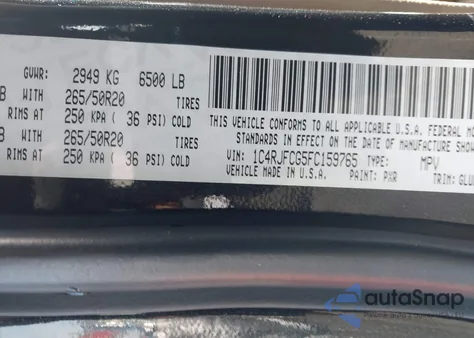 GVWR: 2949 KG 6500 LB
B WITH 265/50R20 TIRES
RIMS AT 250 KPA ( 36 PSI) COLD
B WITH 265/50R20 TIRES
RIMS AT 250 KPA ( 36 PSI) COLD
THIS VEHICLE CONFORMS TO ALL APPLICABLE U.S.A. FEDERAL
STANDARDS IN EFFECT ON THE DATE OF MANUFACTURE
VIN: 1C4RJFCG5FC159765 TYPE: MPV
VEHICLE MADE IN U.S.A. PAINT: PXR TRIM:
autoSnap